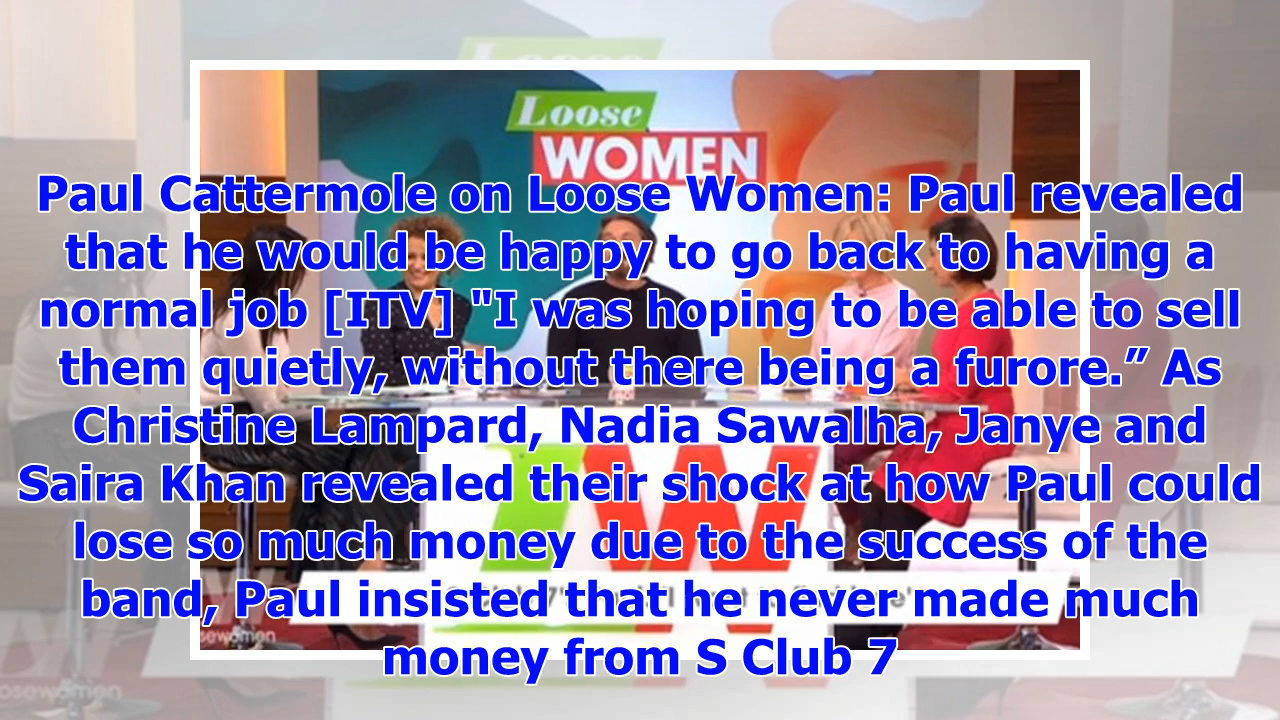 Loose
WOMEN
Paul Cattermole on Loose Women: Paul revealed
that he would be happy to go back to having a
normal job [ITV] "I was hoping to be able to sell
them quietly, without there being a furore.” As
Christine Lampard, Nadia Sawalha, Janye and
Saira Khan revealed their shock at how Paul could
lose so much money due to the success of the
band, Paul insisted that he never made much
money from S Club 7
LW
sewomen
osewomen